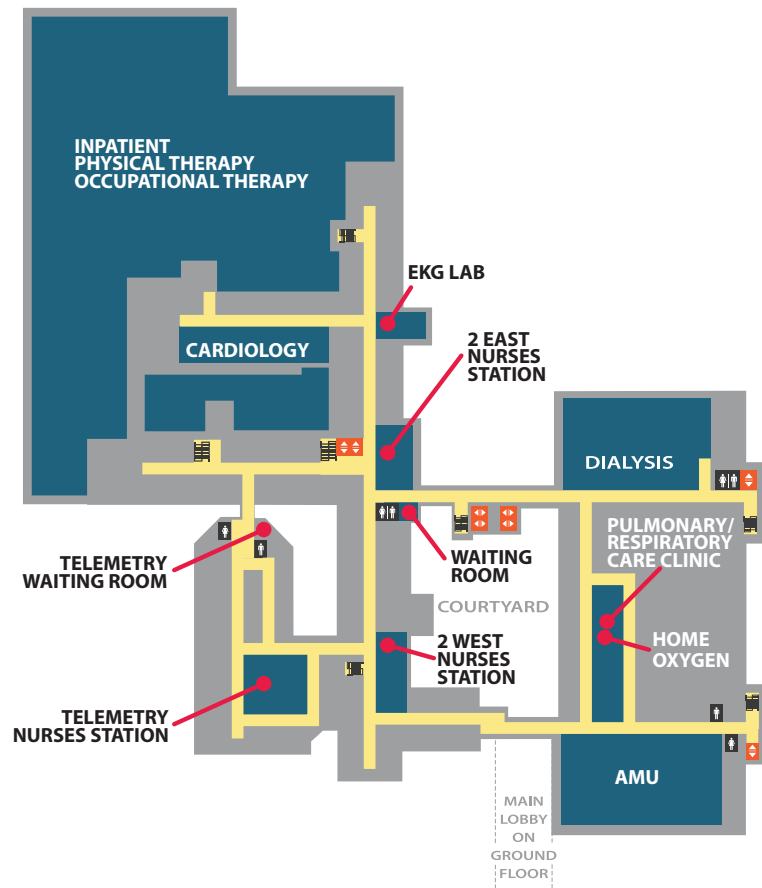 INPATIENT
PHYSICAL THERAPY
OCCUPATIONAL THERAPY
EKG LAB
CARDIOLOGY
2 EAST
NURSES
STATION
DIALYSIS
PULMONARY/
RESPIRATORY
CARE CLINIC
TELEMETRY
WAITING ROOM
WAITING
ROOM
COURTYARD
HOME
OXYGEN
2 WEST
NURSES
STATION
TELEMETRY
NURSES STATION
AMU
MAIN
LOBBY
ON
GROUND
FLOOR